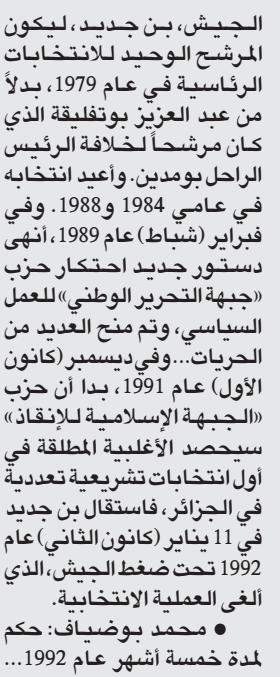 الجيش، بن جديد، ليكون
المرشح الوحيد للانتخابات
الرئاسية في عام 1979، بدلاً
من عبد العزيز بوتفليقة الذي
كان مرشحاً لخلافة الرئيس
الراحل بومدين. وأعيد انتخابه
في عامي 1984 و1988. وفي
فبراير (شباط) عام 1989، أنهى
دستور جديد احتكار حزب
«جبهة التحرير الوطني» للعمل
السياسي، وتم منح العديد من
الحريات... وفي ديسمبر (كانون
الأول) عام 1991، بدا أن حزب
«الجبهة الإسلامية للإنقاذ»
سيحصد الأغلبية المطلقة في
أول انتخابات تشريعية تعددية
في الجزائر، فاستقال بن جديد
في 11 يناير (كانون الثاني) عام
1992 تحت ضغط الجيش، الذي
ألغى العملية الانتخابية.
● محمد بوضياف: حكم
لمدة خمسة أشهر عام 1992...